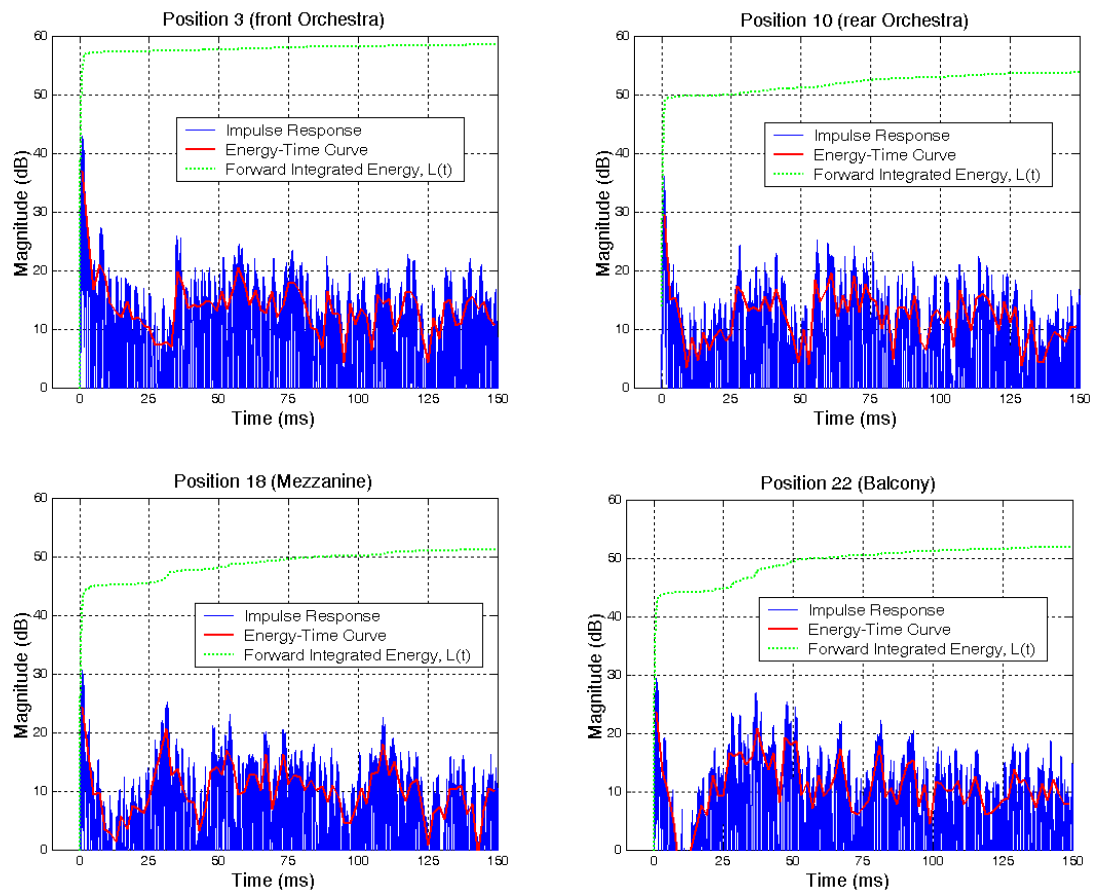 Position 3 (front Orchestra)
60
50
40
30
20
10
0
Magnitude (dB)
Impulse Response
Energy-Time Curve
Forward Integrated Energy, L(t)
0
25
50
75
100
125
150
Time (ms)
Position 10 (rear Orchestra)
60
50
40
30
20
10
0
Magnitude (dB)
Impulse Response
Energy-Time Curve
Forward Integrated Energy, L(t)
0
25
50
75
100
125
150
Time (ms)
Position 18 (Mezzanine)
60
50
40
30
20
10
0
Magnitude (dB)
Impulse Response
Energy-Time Curve
Forward Integrated Energy, L(t)
0
25
50
75
100
125
150
Time (ms)
Position 22 (Balcony)
60
50
40
30
20
10
0
Magnitude (dB)
Impulse Response
Energy-Time Curve
Forward Integrated Energy, L(t)
0
25
50
75
100
125
150
Time (ms)